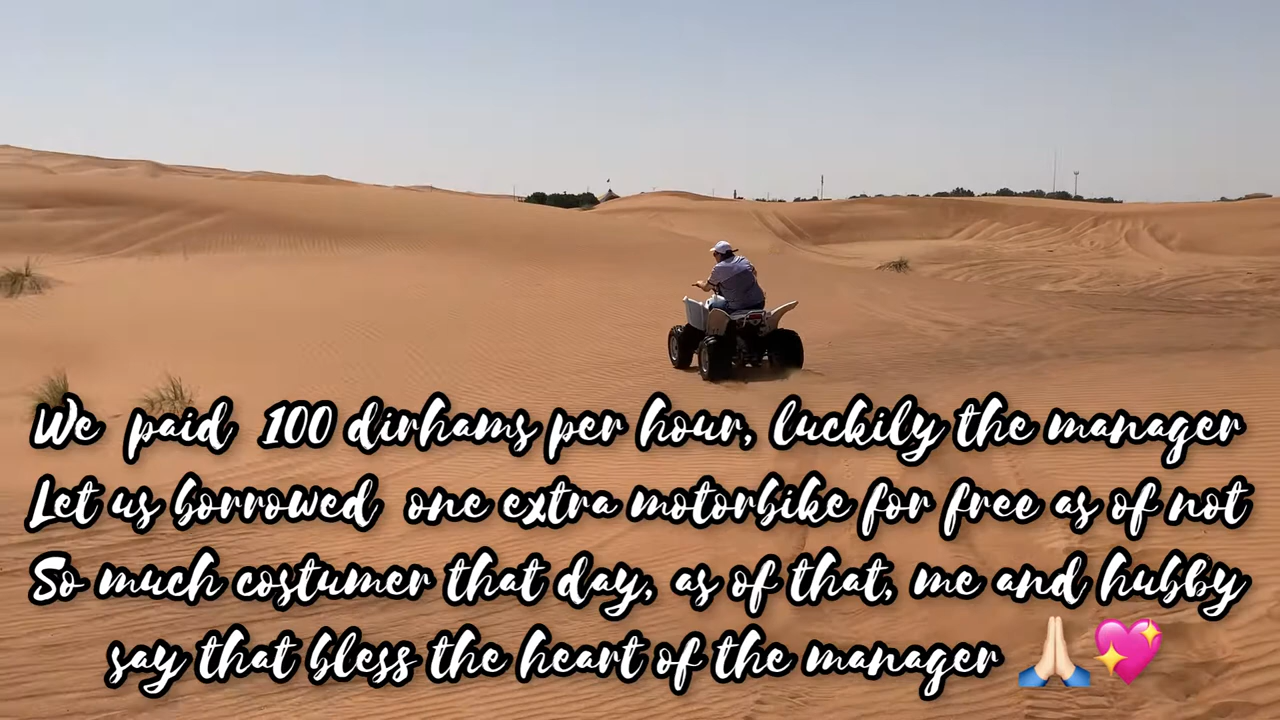 We paid 100 dirhams per hour, luckily the manager
Let us borrowed one extra motorbike for free as of not
So much costumer that day, as of that, me and hubby
say that bless the heart of the manager 🙏🏻💖